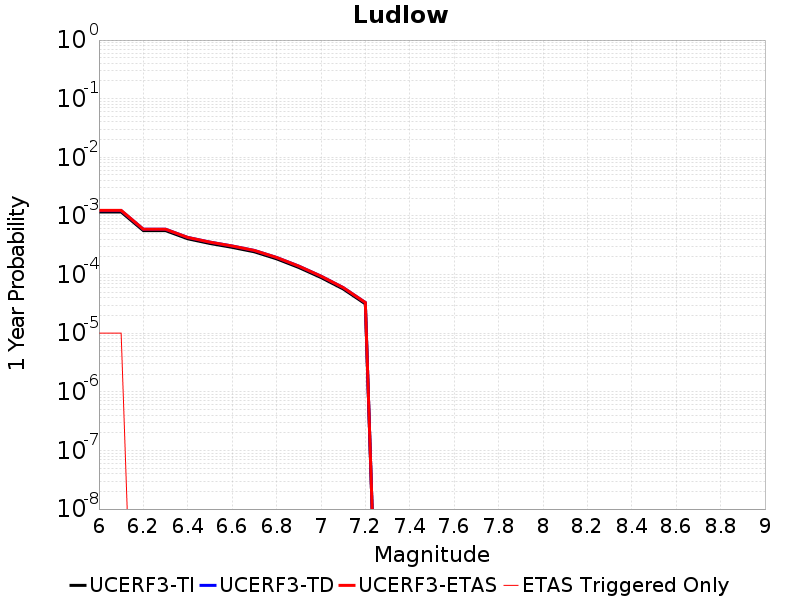 Ludlow
1 Year Probability
10^0
10^-1
10^-2
10^-3
10^-4
10^-5
10^-6
10^-7
10^-8
6 6.2 6.4 6.6 6.8 7 7.2 7.4 7.6 7.8 8 8.2 8.4 8.6 8.8 9
Magnitude
UCERF3-TI UCERF3-TD UCERF3-ETAS ETAS Triggered Only